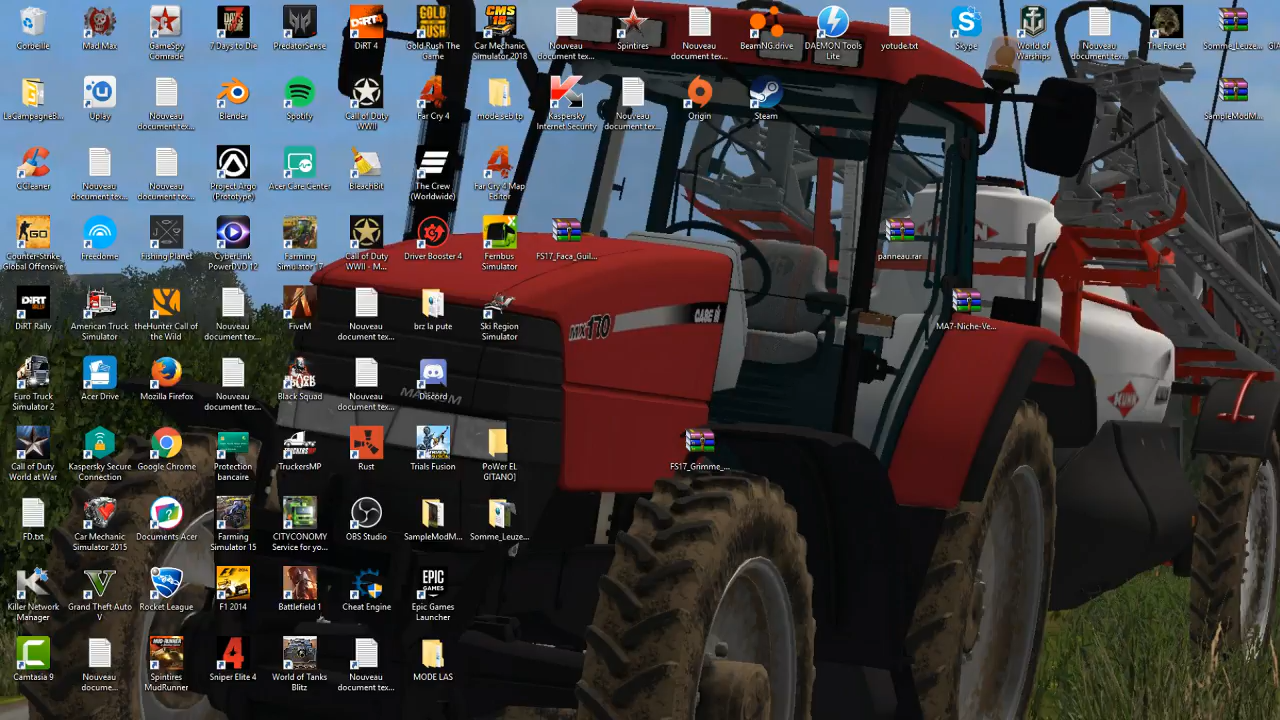 Corbeille
Mad Max
GameSpy
Comrade
7 Days to Die
PredatorSense
DiRT 4
Gold Rush The
Game
Car Mechanic
Simulator 2018
Nouveau
document tex...
Spintires
Nouveau
document tex...
BeamNG.drive
DAEMON Tools
Lite
yotude.txt
Skype
World of
Warships
Nouveau
document tex...
The Forest
Somme_Leuze...
LaCampagneB...
Uplay
Nouveau
document tex...
Blender
Spotify
Call of Duty
WWII
Far Cry 4
mode seb tp
Kaspersky
Internet Security
Nouveau
document tex...
Origin
Steam
SampleModM...
CCleaner
Nouveau
document tex...
Nouveau
document tex...
Project Argo
(Prototype)
Acer Care Center
BleachBit
The Crew
(Worldwide)
Far Cry 4 Map
Editor
Counter-Strike
Global Offensive
Freedome
Fishing Planet
CyberLink
PowerDVD 12
Farming
Simulator 17
Call of Duty
WWII - M...
Driver Booster 4
Fernbus
Simulator
FS17_Faca_Guil...
panneau.rar
DiRT Rally
American Truck
Simulator
theHunter Call of
the Wild
Nouveau
document tex...
FiveM
Nouveau
document tex...
brz la pute
Ski Region
Simulator
MX170
CASE IH
MA7-Niche-Ve...
Euro Truck
Simulator 2
Acer Drive
Mozilla Firefox
Nouveau
document tex...
Black Squad
Nouveau
document tex...
Discord
MAXXUM
KUHN
Call of Duty
World at War
Kaspersky Secure
Connection
Google Chrome
Protection
bancaire
TruckersMP
Rust
Trials Fusion
PoWer EL
GITANO]
FS17_Grimme_...
FD.txt
Car Mechanic
Simulator 2015
Documents Acer
Farming
Simulator 15
CITYCONOMY
Service for yo...
OBS Studio
SampleModM...
Somme_Leuze...
Killer Network
Manager
Grand Theft Auto
V
Rocket League
F1 2014
Battlefield 1
Cheat Engine
Epic Games
Launcher
Camtasia 9
Nouveau
docume...
Spintires
MudRunner
Sniper Elite 4
World of Tanks
Blitz
Nouveau
document tex...
MODE LAS